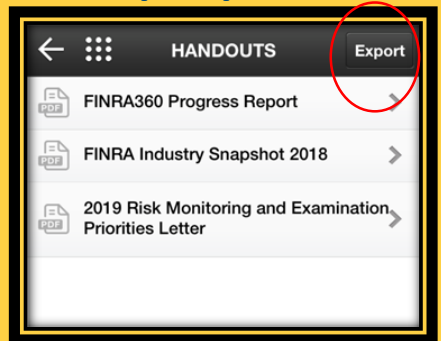 HANDOUTS
Export
PDF
FINRA360 Progress Report
PDF
FINRA Industry Snapshot 2018
PDF
2019 Risk Monitoring and Examination
Priorities Letter